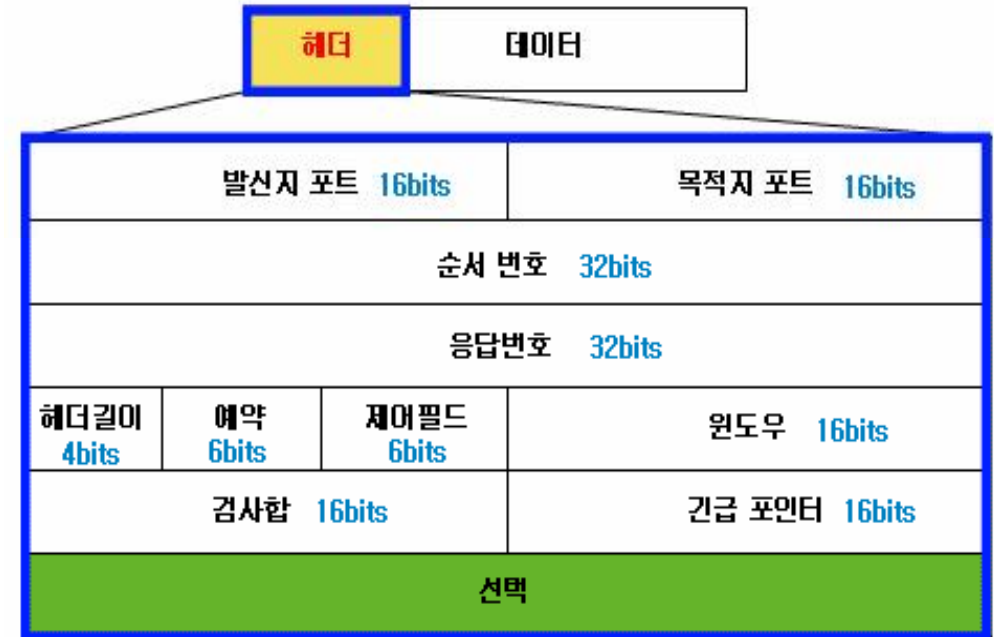 헤더 데이터
발신지 포트 16bits 목적지 포트 16bits
순서 번호 32bits
응답번호 32bits
헤더길이 예약 제어필드 윈도우 16bits
4bits 6bits 6bits
검사합 16bits 긴급 포인터 16bits
선택